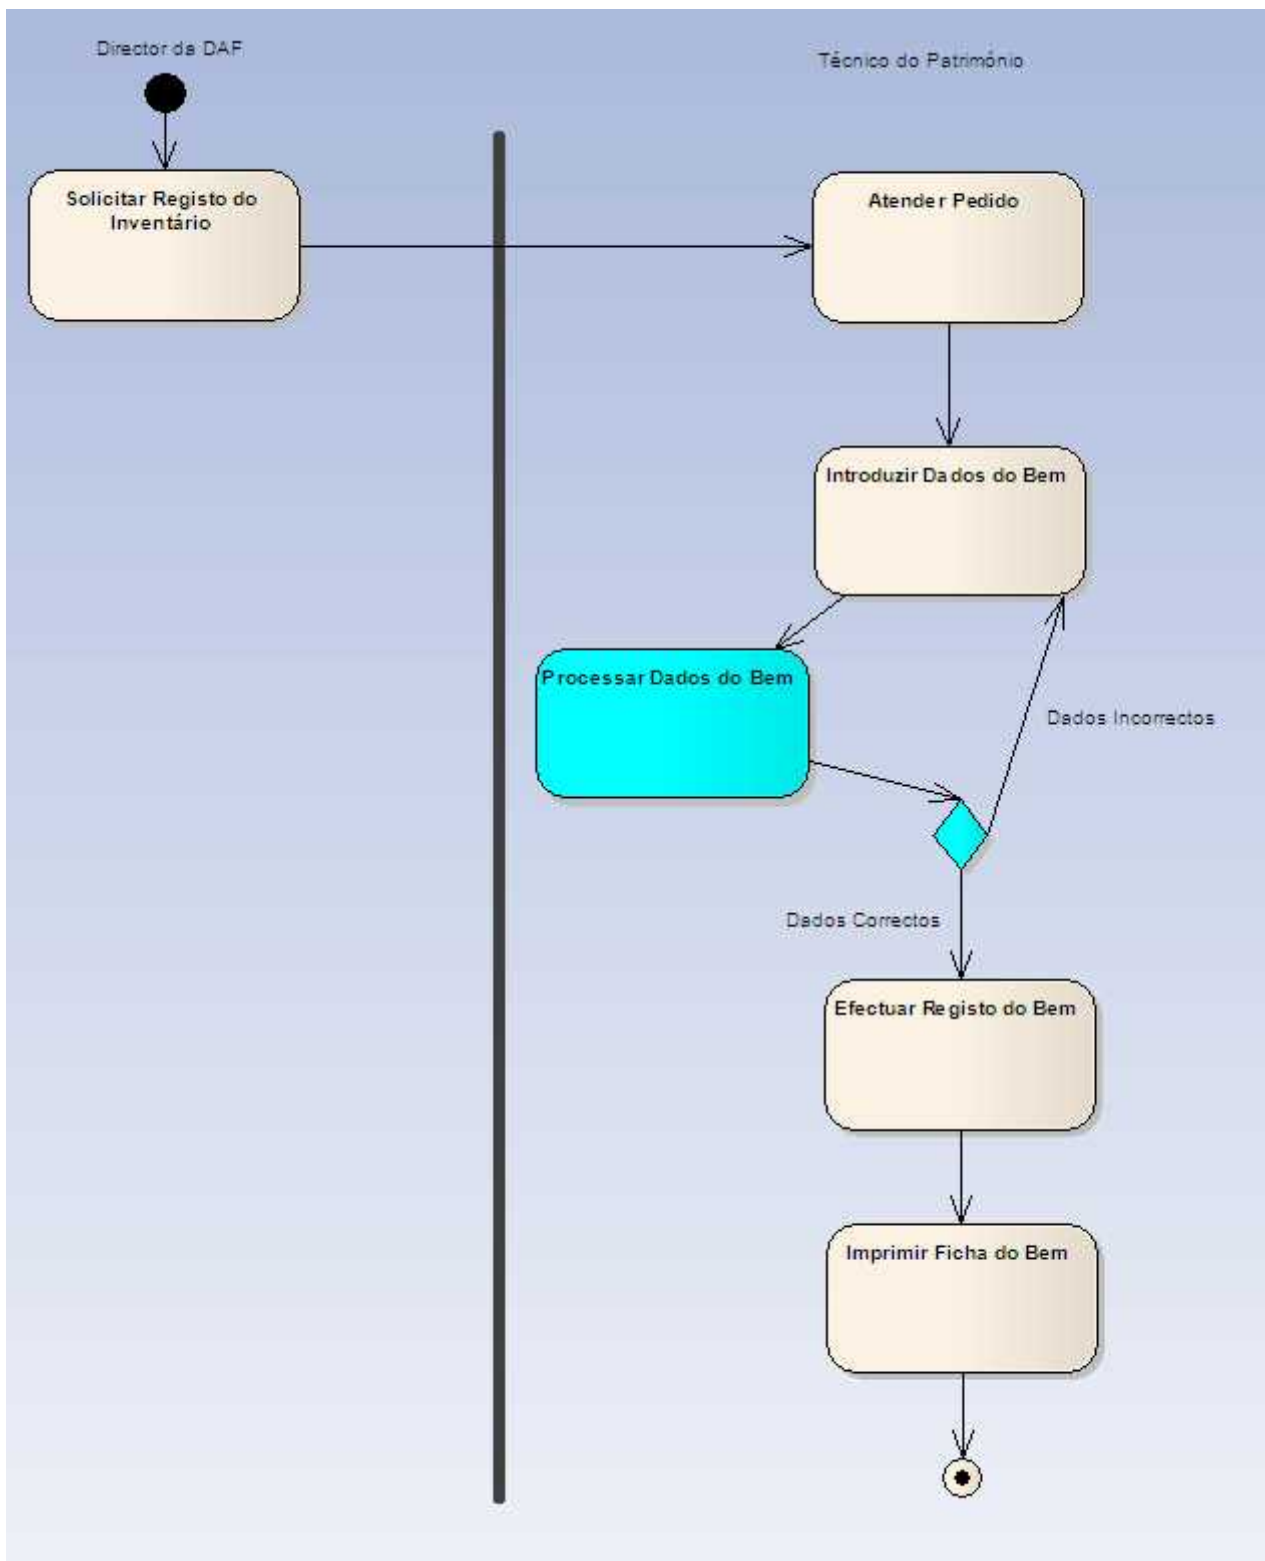 Director da DAF
Técnico do Património
Solicitar Registo do
Inventário
Atender Pedido
Introduzir Dados do Bem
Processar Dados do Bem
Dados Incorrectos
Dados Correctos
Efectuar Registo do Bem
Imprimir Ficha do Bem